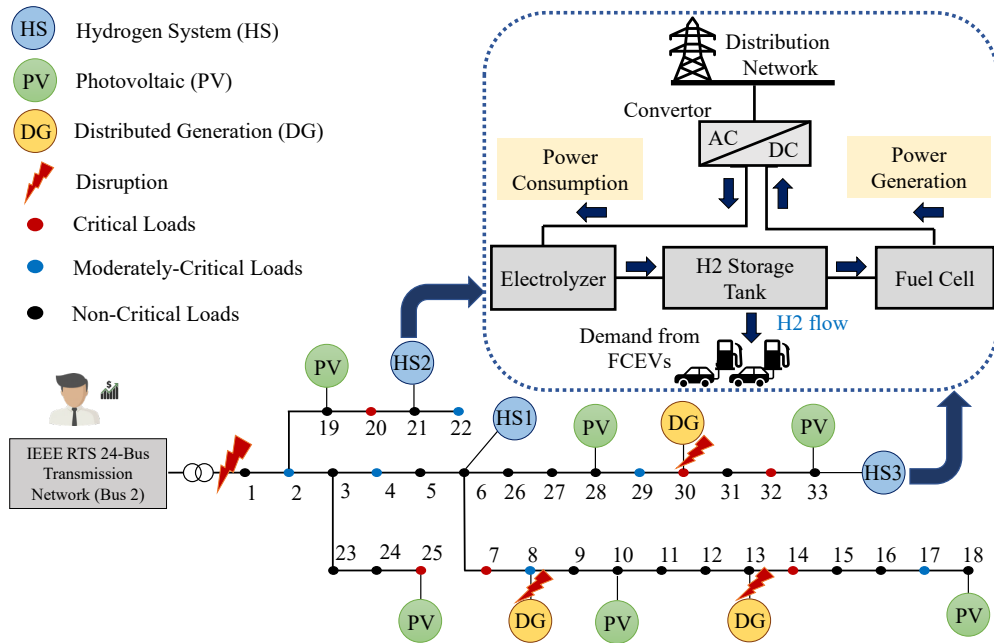 HS
Hydrogen System (HS)
PV
Photovoltaic (PV)
DG
Distributed Generation (DG)
Disruption
Critical Loads
Moderately-Critical Loads
Non-Critical Loads
Distribution
Network
Convertor
AC
DC
Power
Consumption
Power
Generation
Electrolyzer
H2 Storage
Tank
Fuel Cell
H2 flow
Demand from
FCEVs
$
IEEE RTS 24-Bus
Transmission
Network (Bus 2)
PV
HS2
19
20
21
22
HS1
PV
DG
PV
HS3
1
2
3
4
5
6
26
27
28
29
30
31
32
33
23
24
25
PV
7
8
9
10
11
12
13
14
15
16
17
18
DG
PV
DG
PV